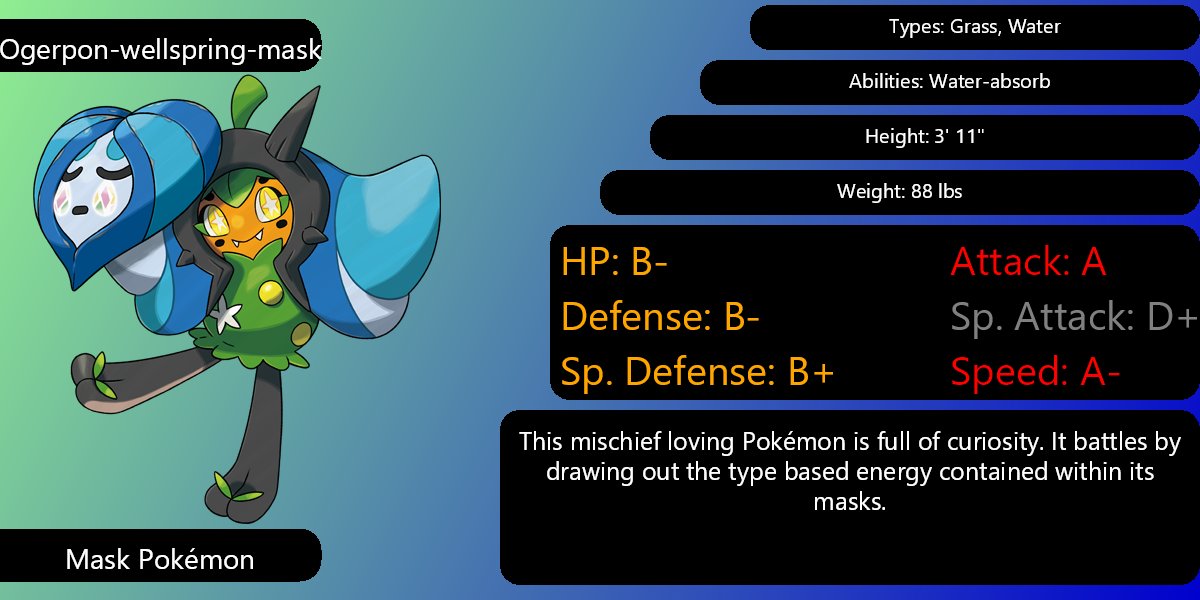 Ogerpon-wellspring-mask
Types: Grass, Water
Abilities: Water-absorb
Height: 3' 11"
Weight: 88 lbs
HP: B-
Attack: A
Defense: B-
Sp. Attack: D+
Sp. Defense: B+
Speed: A-
This mischief loving Pokémon is full of curiosity. It battles by
drawing out the type based energy contained within its
masks.
Mask Pokémon